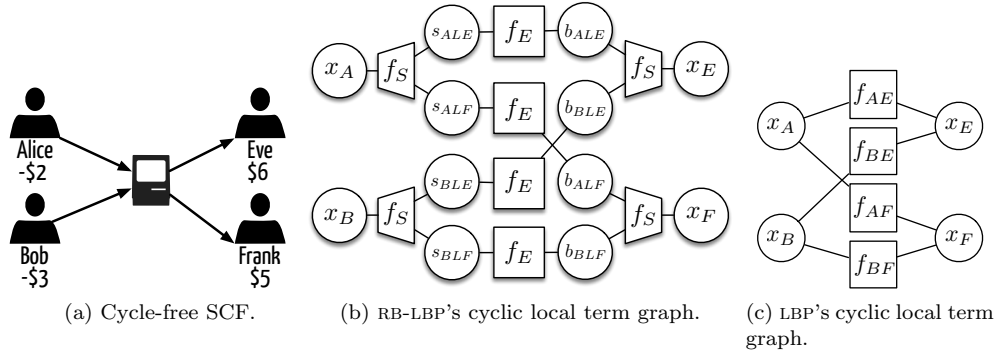 Alice
-$2
Bob
-$3
Eve
$6
Frank
$5
(a) Cycle-free SCF.
x_A
f_S
s_ALE
f_E
b_ALE
f_S
x_E
s_ALF
f_E
b_BLE
x_B
f_S
s_BLE
f_E
b_ALF
f_S
x_F
s_BLF
f_E
b_BLF
(b) RB-LBP's cyclic local term graph.
x_A
x_B
f_AE
f_BE
f_AF
f_BF
x_E
x_F
(c) LBP's cyclic local term
graph.